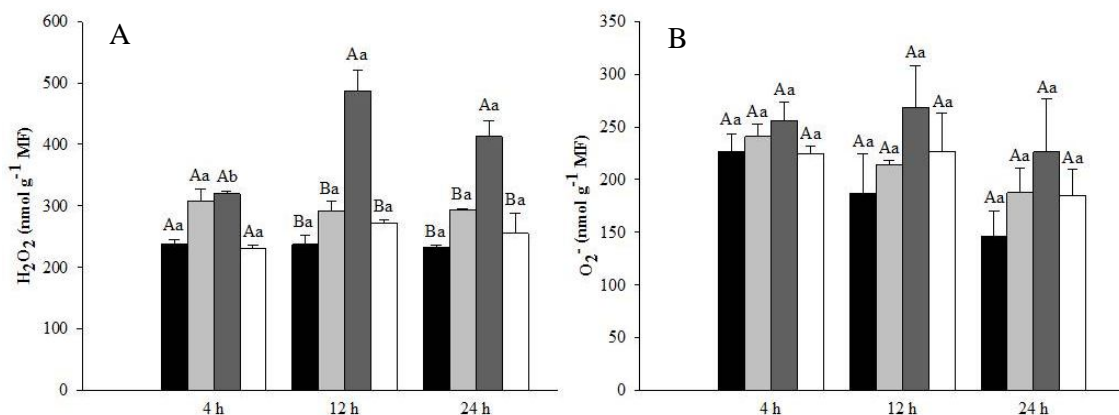 A
H₂O₂ (nmol g⁻¹ MF)
600
500
400
300
200
100
0
Aa Aa Ab Aa
Ba Ba Aa Ba
Ba Ba Aa Ba
4 h 12 h 24 h
B
O₂⁻ (nmol g⁻¹ MF)
350
300
250
200
150
100
50
0
Aa Aa Aa Aa
Aa Aa Aa Aa
Aa Aa Aa Aa
4 h 12 h 24 h